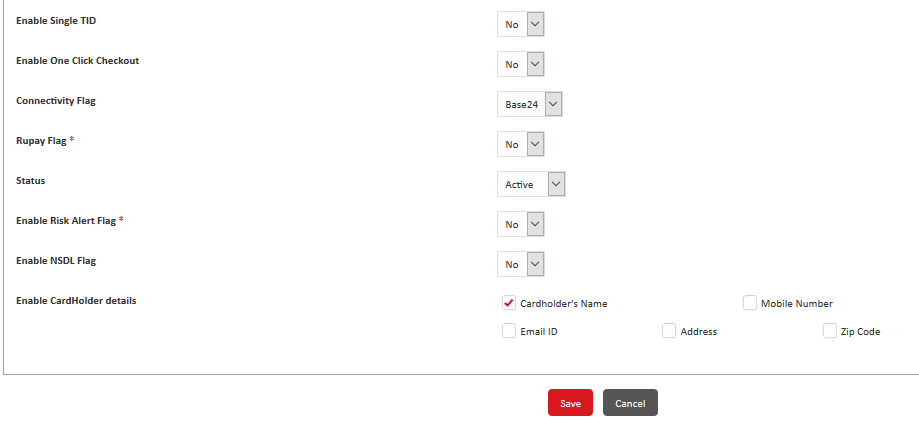 Enable Single TID No
Enable One Click Checkout No
Connectivity Flag Base24
Rupay Flag * No
Status Active
Enable Risk Alert Flag * No
Enable NSDL Flag No
Enable CardHolder details Cardholder's Name Mobile Number
Email ID Address Zip Code
Save Cancel